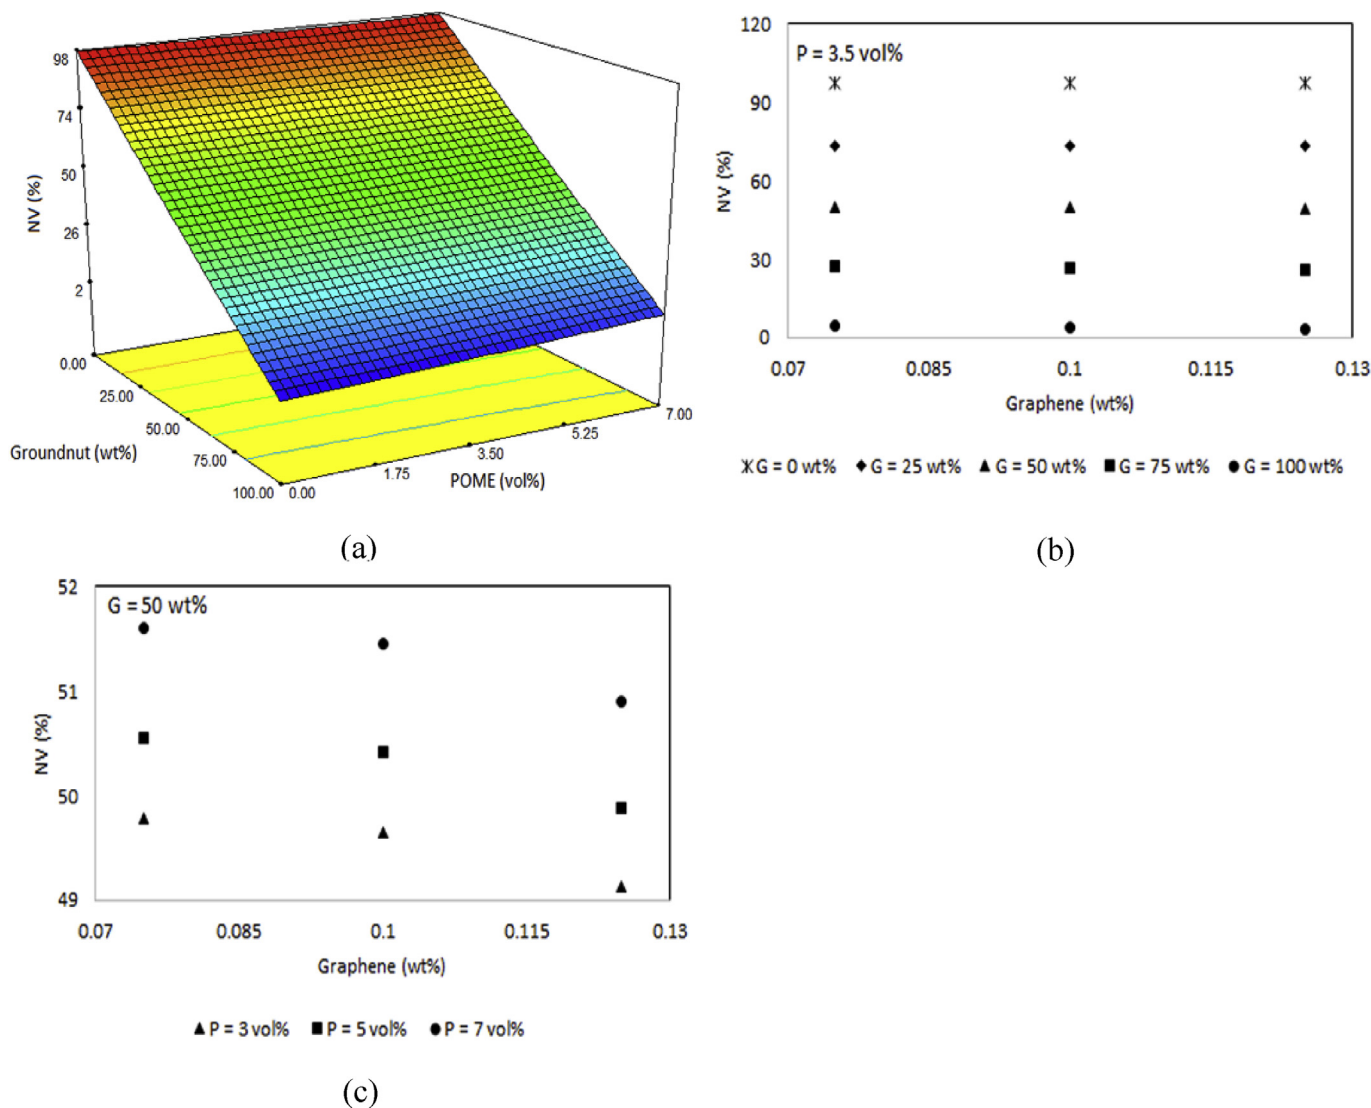 98
74
50
26
2
NV (%)
0.00
25.00
50.00
75.00
100.00
Groundnut (wt%)
0.00
1.75
3.50
5.25
7.00
POME (vol%)
(a)
120
90
60
30
0
NV (%)
P = 3.5 vol%
0.07 0.085 0.1 0.115 0.13
Graphene (wt%)
G = 0 wt% G = 25 wt% G = 50 wt% G = 75 wt% G = 100 wt%
(b)
52
51
50
49
NV (%)
G = 50 wt%
0.07 0.085 0.1 0.115 0.13
Graphene (wt%)
P = 3 vol% P = 5 vol% P = 7 vol%
(c)